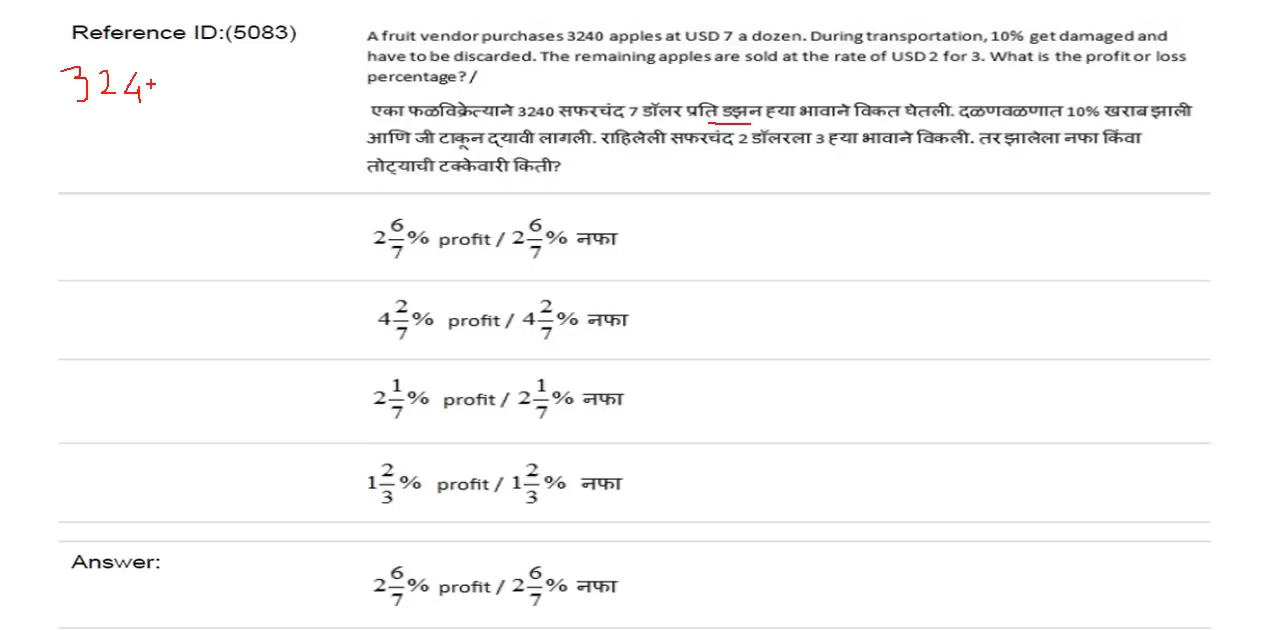 Reference ID:(5083)
A fruit vendor purchases 3240 apples at USD 7 a dozen. During transportation, 10% get damaged and
have to be discarded. The remaining apples are sold at the rate of USD 2 for 3. What is the profit or loss
percentage? /
324+
एका फळविक्रेत्याने 3240 सफरचंद 7 डॉलर प्रति डझन ह्या भावाने विकत घेतली. दळणवळणात 10% खराब झाली
आणि जी टाकून द्यावी लागली. राहिलेली सफरचंद 2 डॉलरला 3 ह्या भावाने विकली. तर झालेला नफा किंवा
तोट्याची टक्केवारी किती?
2 6/7 % profit / 2 6/7 % नफा
4 2/7 % profit / 4 2/7 % नफा
2 1/7 % profit / 2 1/7 % नफा
1 2/3 % profit / 1 2/3 % नफा
Answer:
2 6/7 % profit / 2 6/7 % नफा